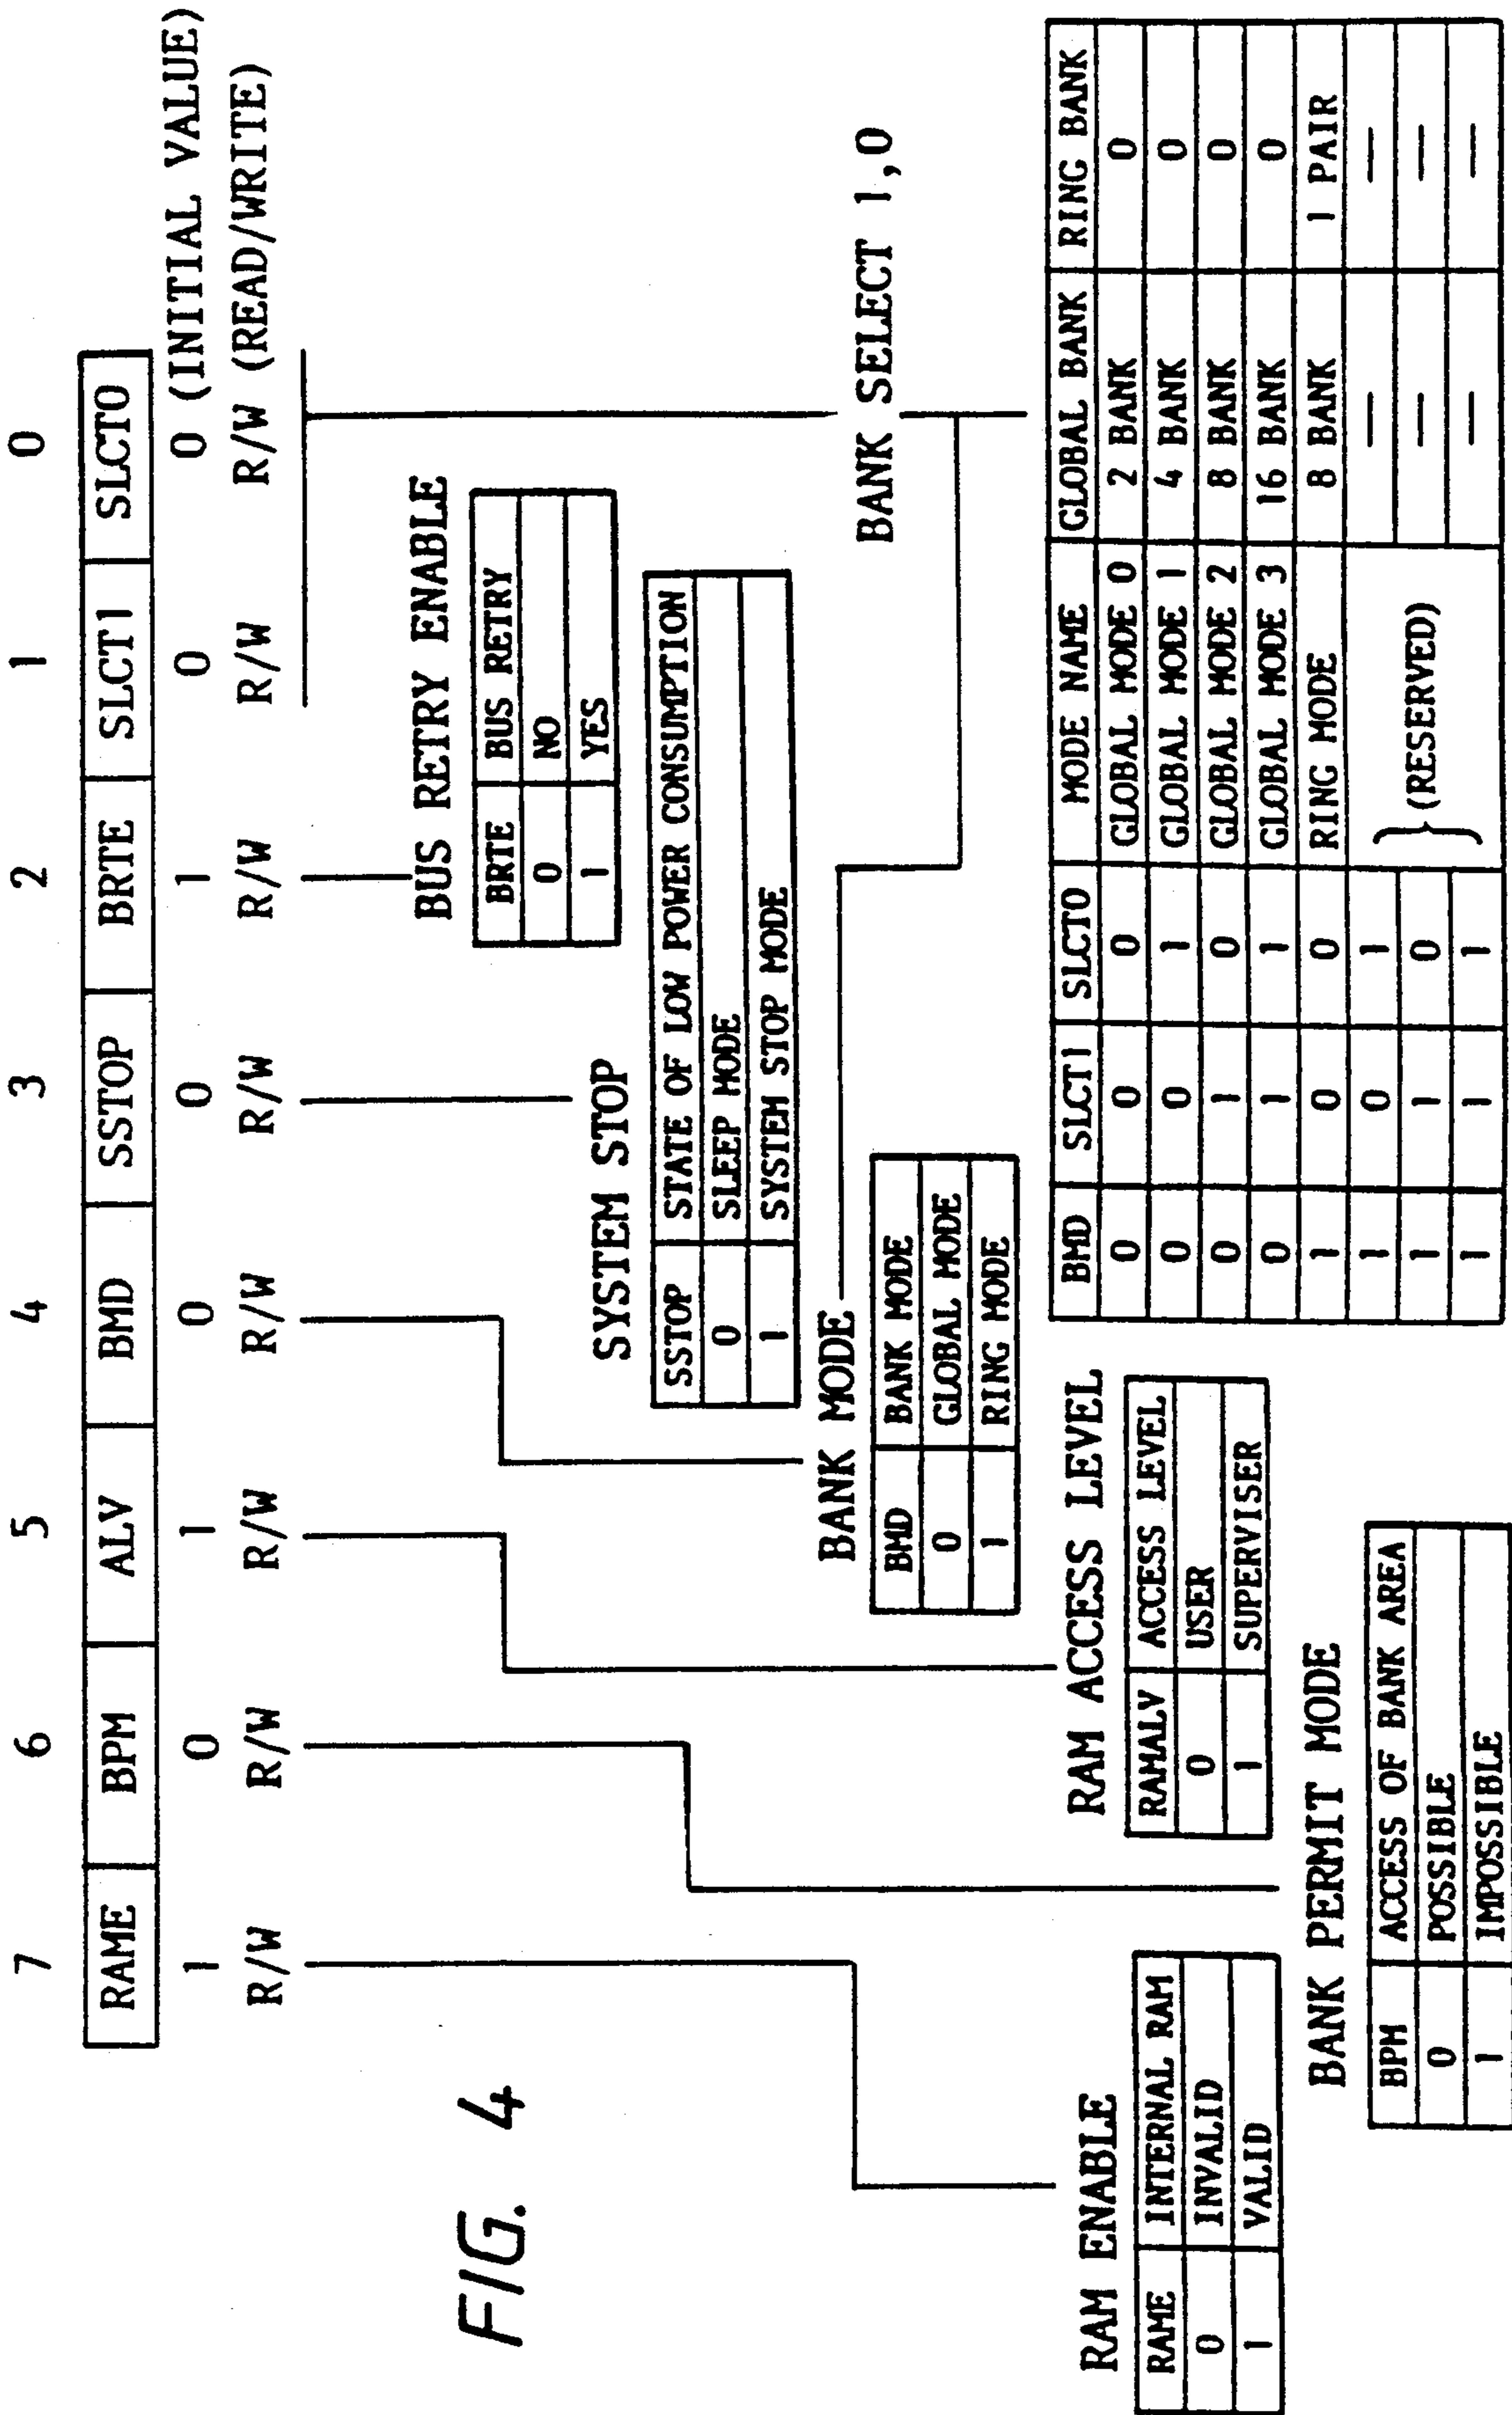 FIG. 4
7 6 5 4 3 2 1 0
RAME BPM ALV BMD SSTOP BRTE SLCT1 SLCT0
1 0 1 0 0 1 0 0 (INITIAL VALUE)
R/W R/W R/W R/W R/W R/W R/W R/W (READ/WRITE)
BUS RETRY ENABLE
BRTE BUS RETRY
0 NO
1 YES
SYSTEM STOP
SSTOP STATE OF LOW POWER CONSUMPTION
0 SLEEP MODE
1 SYSTEM STOP MODE
BANK MODE
BMD BANK MODE
0 GLOBAL MODE
1 RING MODE
BANK SELECT 1,0
BMD SLCT1 SLCT0 MODE NAME GLOBAL BANK RING BANK
0 0 0 GLOBAL MODE 0 2 BANK 0
0 0 1 GLOBAL MODE 1 4 BANK 0
0 1 0 GLOBAL MODE 2 8 BANK 0
0 1 1 GLOBAL MODE 3 16 BANK 0
1 0 0 RING MODE 8 BANK 1 PAIR
1 0 1 — —
1 1 0 (RESERVED) — —
1 1 1 — —
RAM ACCESS LEVEL
RAMALV ACCESS LEVEL
0 USER
1 SUPERVISER
RAM ENABLE
RAME INTERNAL RAM
0 INVALID
1 VALID
BANK PERMIT MODE
BPM ACCESS OF BANK AREA
0 POSSIBLE
1 IMPOSSIBLE